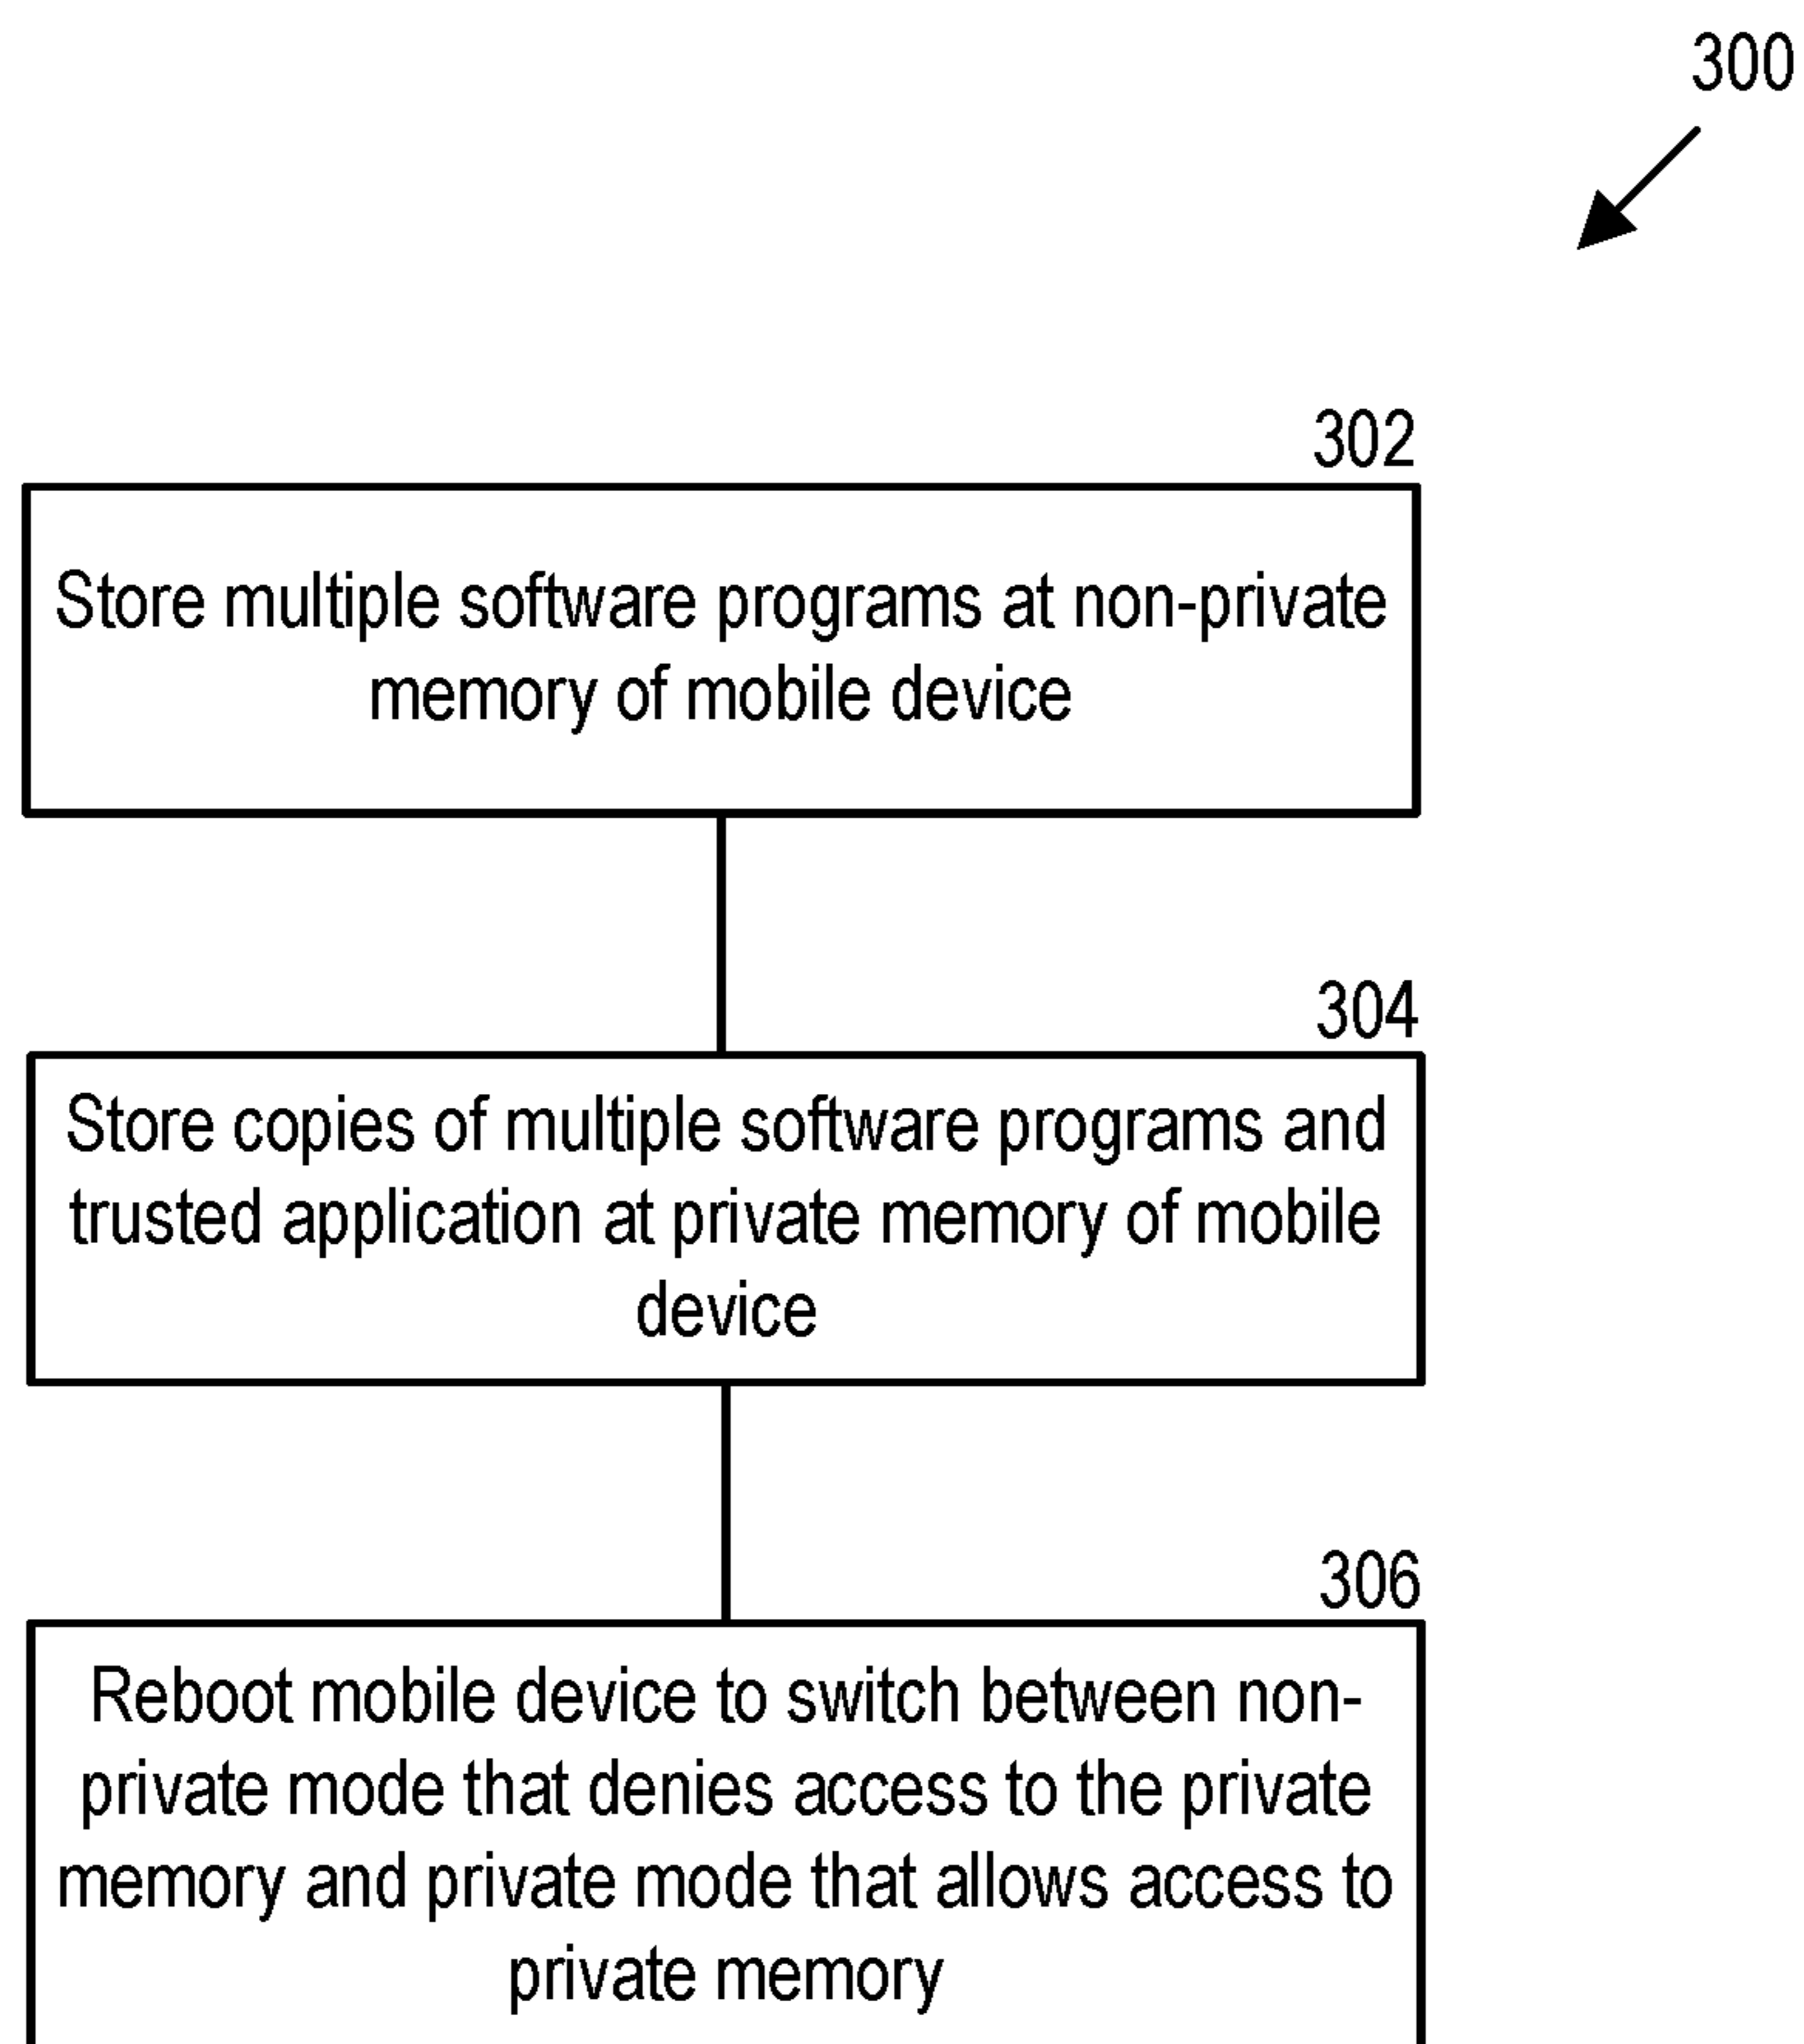 300
302
Store multiple software programs at non-private
memory of mobile device
304
Store copies of multiple software programs and
trusted application at private memory of mobile
device
306
Reboot mobile device to switch between non-
private mode that denies access to the private
memory and private mode that allows access to
private memory